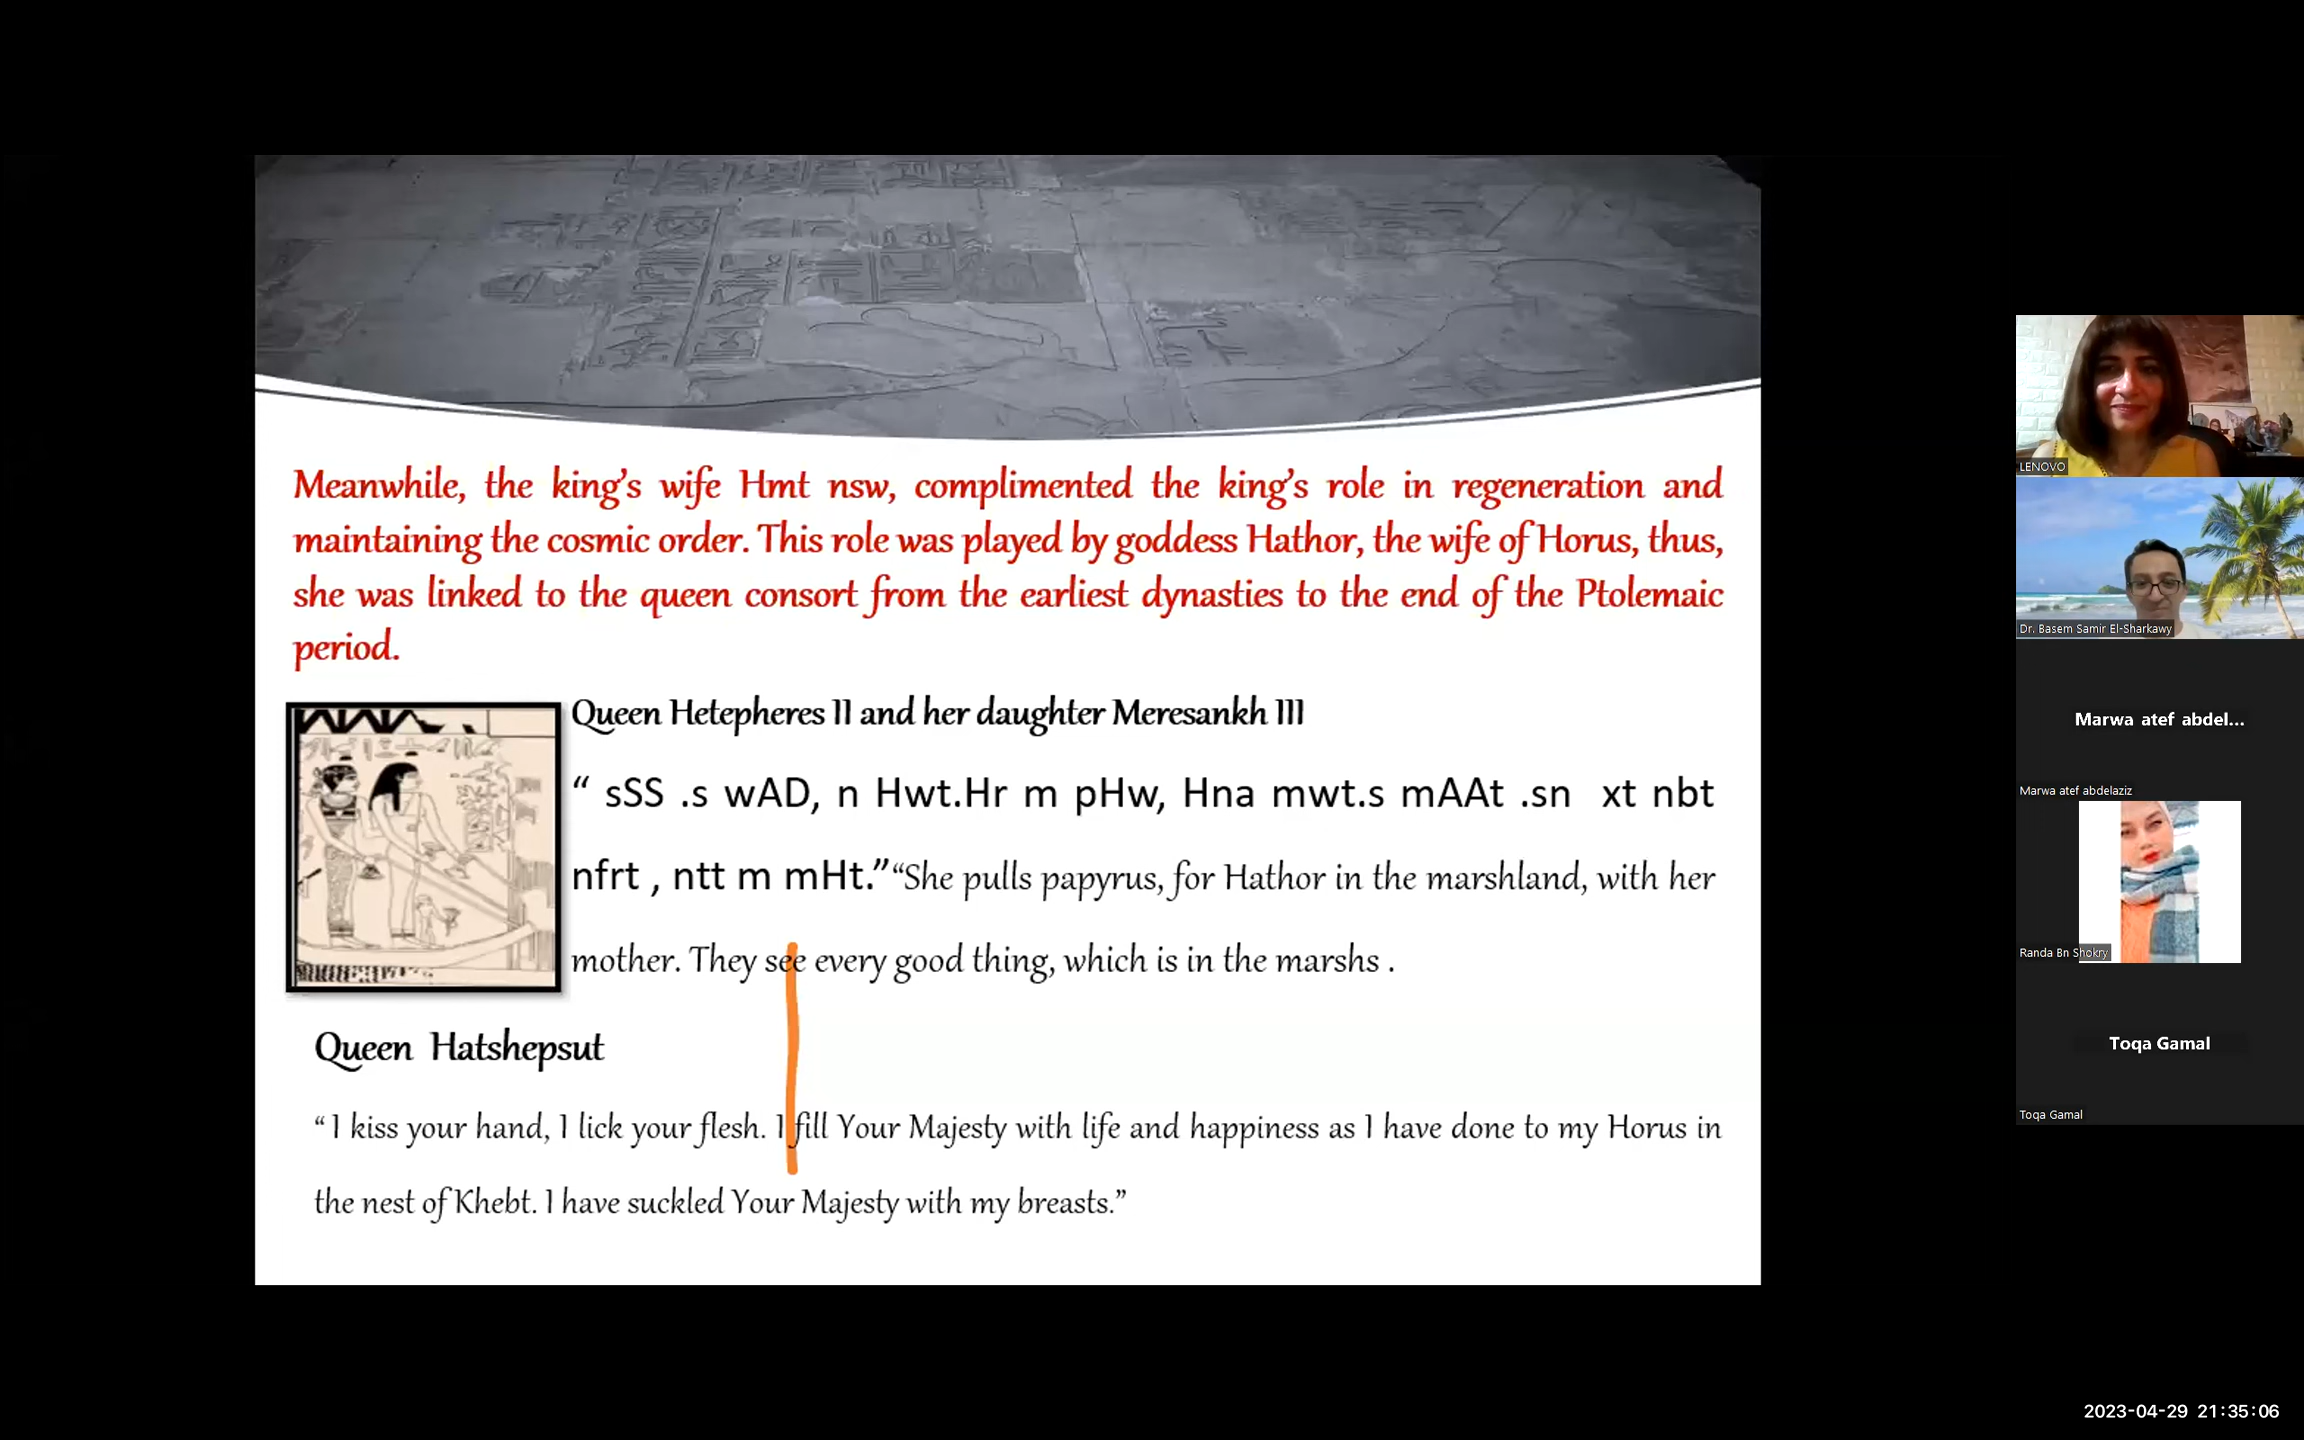 Meanwhile, the king's wife Hmt nsw, complimented the king's role in regeneration and
maintaining the cosmic order. This role was played by goddess Hathor, the wife of Horus, thus,
she was linked to the queen consort from the earliest dynasties to the end of the Ptolemaic
period.
Queen Hetepheres II and her daughter Meresankh III
“ sSS .s wAD, n Hwt.Hr m pHw, Hna mwt.s mAAt .sn xt nbt
nfrt , ntt m mHt.”“She pulls papyrus, for Hathor in the marshland, with her
mother. They see every good thing, which is in the marshs .
Queen Hatshepsut
“ I kiss your hand, I lick your flesh. I fill Your Majesty with life and happiness as I have done to my Horus in
the nest of Khebt. I have suckled Your Majesty with my breasts.”
LENOVO
Dr. Basem Samir El-Sharkawy
Marwa atef abdel...
Marwa atef abdelaziz
Randa Bn Shokry
Toqa Gamal
Toqa Gamal
2023-04-29 21:35:06